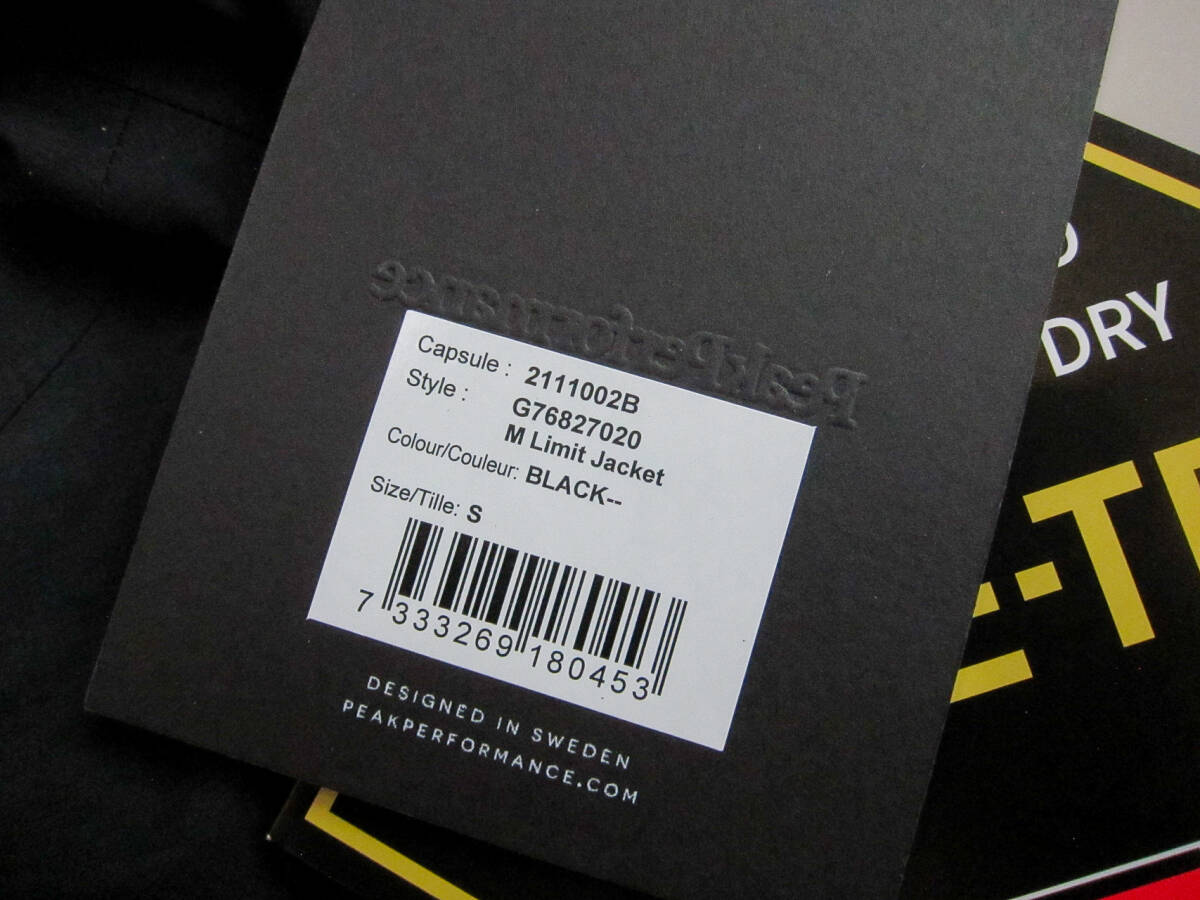 PeakPerformance
Capsule : 2111002B
Style : G76827020
M Limit Jacket
Colour/Couleur: BLACK--
Size/Tille: S
7 333269 180453
DESIGNED IN SWEDEN
PEAKPERFORMANCE.COM
DRY